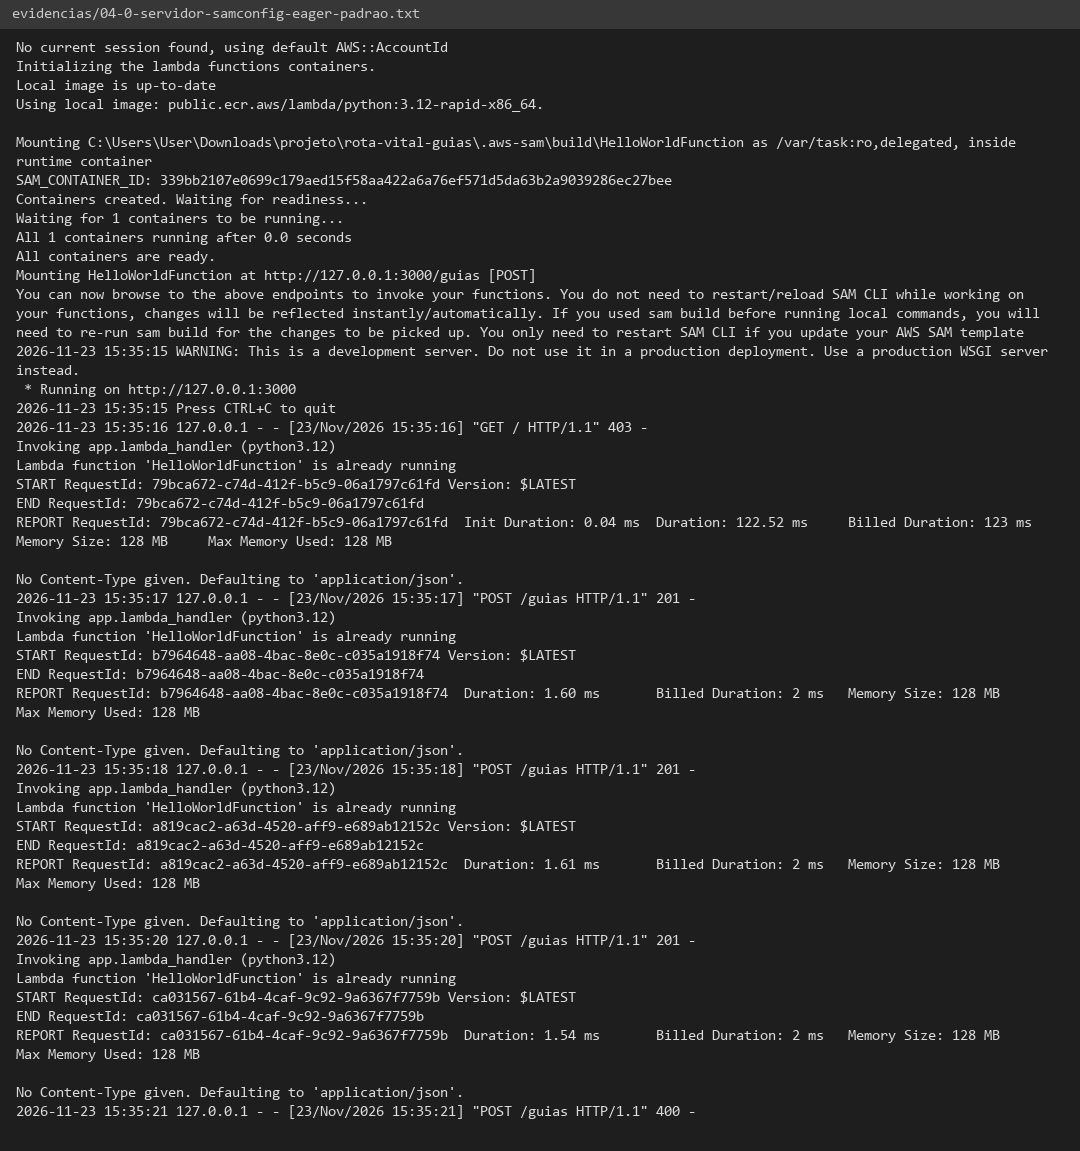 evidencias/04-0-servidor-samconfig-eager-padrao.txt
No current session found, using default AWS::AccountId
Initializing the lambda functions containers.
Local image is up-to-date
Using local image: public.ecr.aws/lambda/python:3.12-rapid-x86_64.
Mounting C:\Users\User\Downloads\projeto\rota-vital-guias\.aws-sam\build\HelloWorldFunction as /var/task:ro,delegated, inside
runtime container
SAM_CONTAINER_ID: 339bb2107e0699c179aed15f58aa422a6a76ef571d5da63b2a9039286ec27bee
Containers created. Waiting for readiness...
Waiting for 1 containers to be running...
All 1 containers running after 0.0 seconds
All containers are ready.
Mounting HelloWorldFunction at http://127.0.0.1:3000/guias [POST]
You can now browse to the above endpoints to invoke your functions. You do not need to restart/reload SAM CLI while working on
your functions, changes will be reflected instantly/automatically. If you used sam build before running local commands, you will
need to re-run sam build for the changes to be picked up. You only need to restart SAM CLI if you update your AWS SAM template
2026-11-23 15:35:15 WARNING: This is a development server. Do not use it in a production deployment. Use a production WSGI server
instead.
 * Running on http://127.0.0.1:3000
2026-11-23 15:35:15 Press CTRL+C to quit
2026-11-23 15:35:16 127.0.0.1 - - [23/Nov/2026 15:35:16] "GET / HTTP/1.1" 403 -
Invoking app.lambda_handler (python3.12)
Lambda function 'HelloWorldFunction' is already running
START RequestId: 79bca672-c74d-412f-b5c9-06a1797c61fd Version: $LATEST
END RequestId: 79bca672-c74d-412f-b5c9-06a1797c61fd
REPORT RequestId: 79bca672-c74d-412f-b5c9-06a1797c61fd  Init Duration: 0.04 ms  Duration: 122.52 ms     Billed Duration: 123 ms
Memory Size: 128 MB     Max Memory Used: 128 MB
No Content-Type given. Defaulting to 'application/json'.
2026-11-23 15:35:17 127.0.0.1 - - [23/Nov/2026 15:35:17] "POST /guias HTTP/1.1" 201 -
Invoking app.lambda_handler (python3.12)
Lambda function 'HelloWorldFunction' is already running
START RequestId: b7964648-aa08-4bac-8e0c-c035a1918f74 Version: $LATEST
END RequestId: b7964648-aa08-4bac-8e0c-c035a1918f74
REPORT RequestId: b7964648-aa08-4bac-8e0c-c035a1918f74  Duration: 1.60 ms       Billed Duration: 2 ms   Memory Size: 128 MB
Max Memory Used: 128 MB
No Content-Type given. Defaulting to 'application/json'.
2026-11-23 15:35:18 127.0.0.1 - - [23/Nov/2026 15:35:18] "POST /guias HTTP/1.1" 201 -
Invoking app.lambda_handler (python3.12)
Lambda function 'HelloWorldFunction' is already running
START RequestId: a819cac2-a63d-4520-aff9-e689ab12152c Version: $LATEST
END RequestId: a819cac2-a63d-4520-aff9-e689ab12152c
REPORT RequestId: a819cac2-a63d-4520-aff9-e689ab12152c  Duration: 1.61 ms       Billed Duration: 2 ms   Memory Size: 128 MB
Max Memory Used: 128 MB
No Content-Type given. Defaulting to 'application/json'.
2026-11-23 15:35:20 127.0.0.1 - - [23/Nov/2026 15:35:20] "POST /guias HTTP/1.1" 201 -
Invoking app.lambda_handler (python3.12)
Lambda function 'HelloWorldFunction' is already running
START RequestId: ca031567-61b4-4caf-9c92-9a6367f7759b Version: $LATEST
END RequestId: ca031567-61b4-4caf-9c92-9a6367f7759b
REPORT RequestId: ca031567-61b4-4caf-9c92-9a6367f7759b  Duration: 1.54 ms       Billed Duration: 2 ms   Memory Size: 128 MB
Max Memory Used: 128 MB
No Content-Type given. Defaulting to 'application/json'.
2026-11-23 15:35:21 127.0.0.1 - - [23/Nov/2026 15:35:21] "POST /guias HTTP/1.1" 400 -